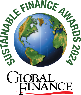 SUSTAINABLE FINANCE AWARDS 2024
GLOBAL
FINANCE